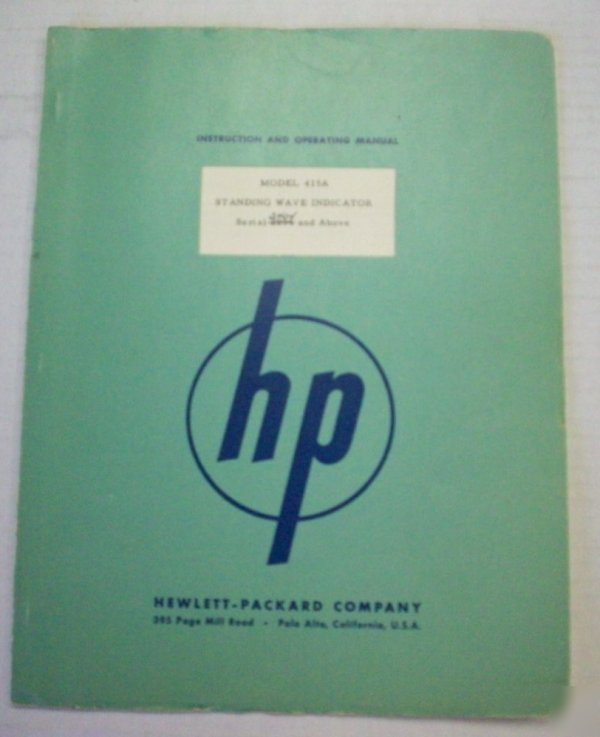 INSTRUCTION AND OPERATING MANUAL
MODEL 415A
STANDING WAVE INDICATOR
Serial and Above
hp
HEWLETT-PACKARD COMPANY
395 Page Mill Road • Palo Alto, California, U.S.A.